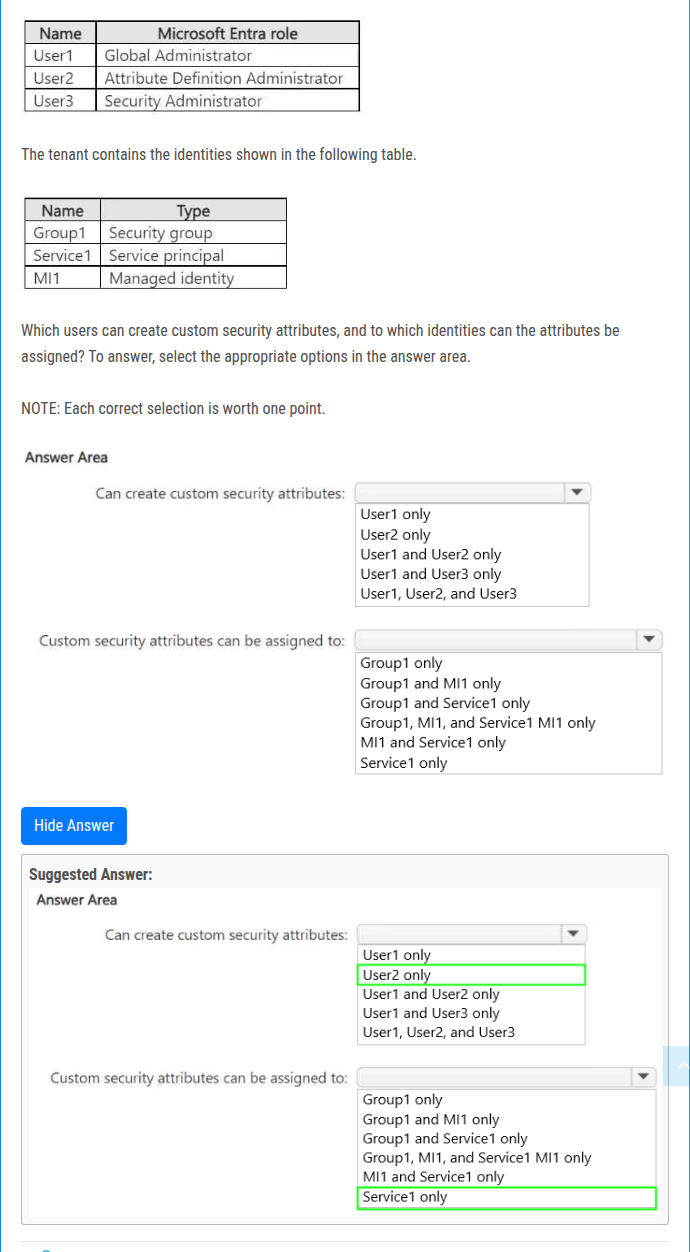 Name Microsoft Entra role
User1 Global Administrator
User2 Attribute Definition Administrator
User3 Security Administrator
The tenant contains the identities shown in the following table.
Name Type
Group1 Security group
Service1 Service principal
MI1 Managed identity
Which users can create custom security attributes, and to which identities can the attributes be
assigned? To answer, select the appropriate options in the answer area.
NOTE: Each correct selection is worth one point.
Answer Area
Can create custom security attributes:
User1 only
User2 only
User1 and User2 only
User1 and User3 only
User1, User2, and User3
Custom security attributes can be assigned to:
Group1 only
Group1 and MI1 only
Group1 and Service1 only
Group1, MI1, and Service1 MI1 only
MI1 and Service1 only
Service1 only
Hide Answer
Suggested Answer:
Answer Area
Can create custom security attributes:
User1 only
User2 only
User1 and User2 only
User1 and User3 only
User1, User2, and User3
Custom security attributes can be assigned to:
Group1 only
Group1 and MI1 only
Group1 and Service1 only
Group1, MI1, and Service1 MI1 only
MI1 and Service1 only
Service1 only